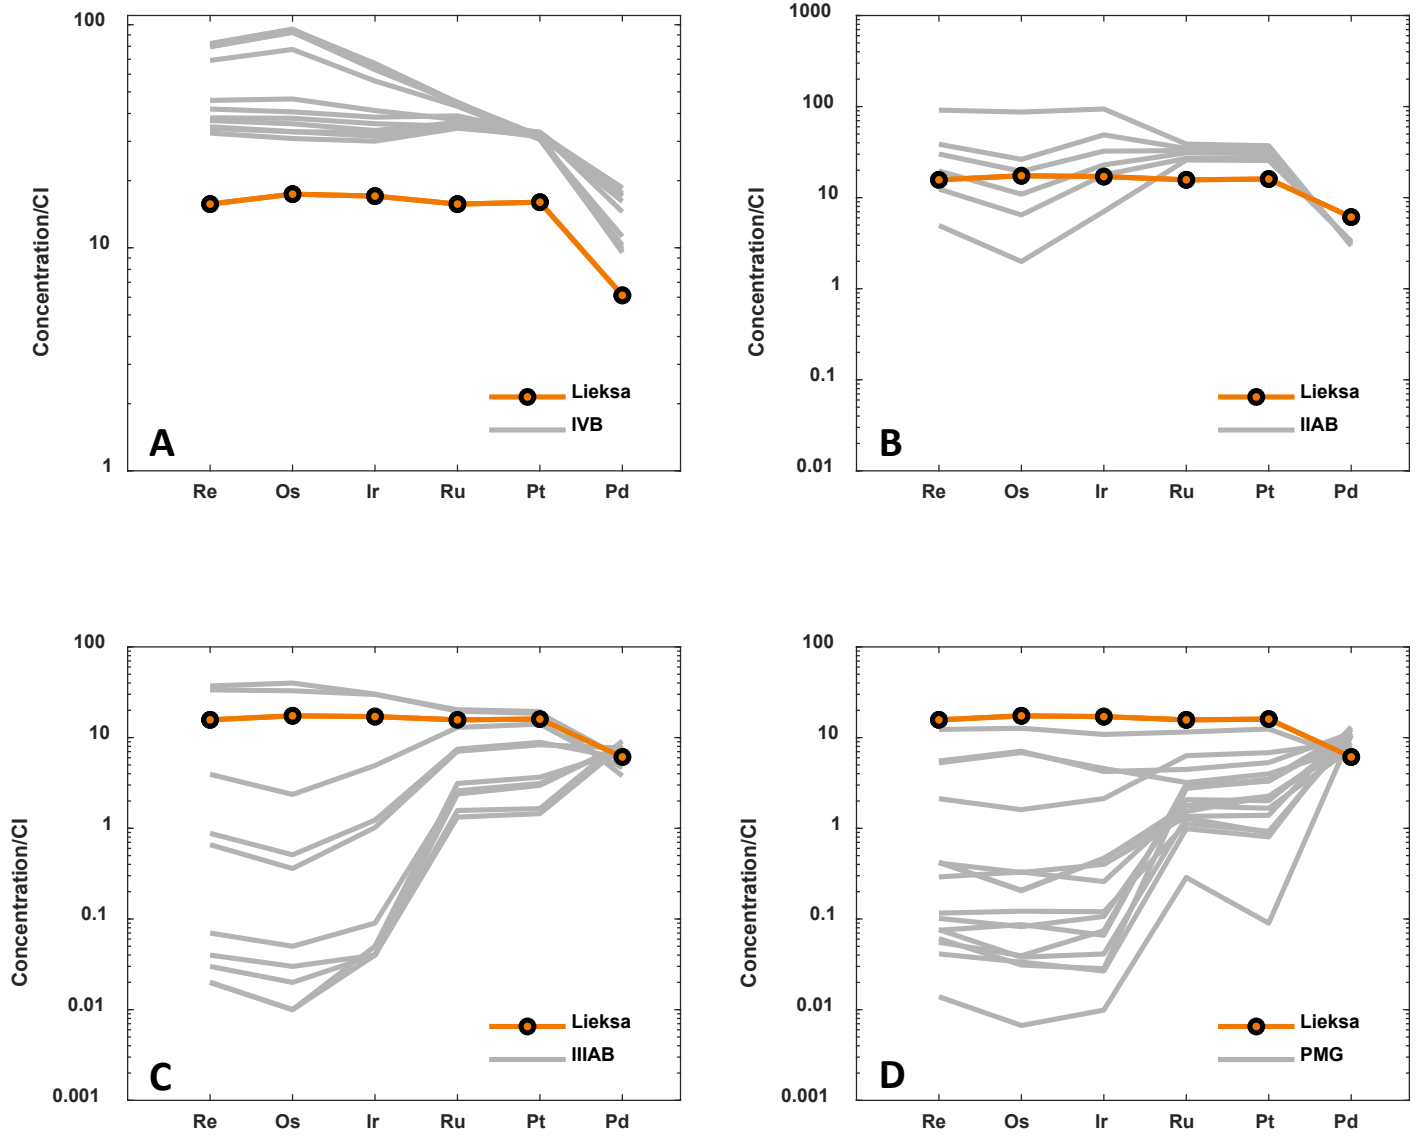 100
10
1
Concentration/CI
Re Os Ir Ru Pt Pd
Lieksa
IVB
A
1000
100
10
1
0.1
0.01
Concentration/CI
Re Os Ir Ru Pt Pd
Lieksa
IIAB
B
100
10
1
0.1
0.01
0.001
Concentration/CI
Re Os Ir Ru Pt Pd
Lieksa
IIIAB
C
100
10
1
0.1
0.01
0.001
Concentration/CI
Re Os Ir Ru Pt Pd
Lieksa
PMG
D